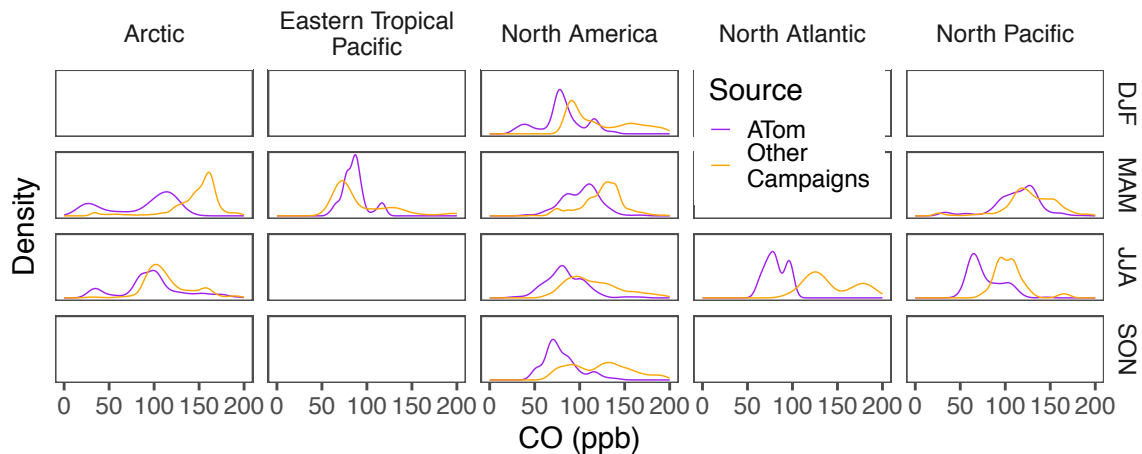 Arctic
Eastern Tropical
Pacific
North America
North Atlantic
North Pacific
Source
ATom
Other
Campaigns
DJF
MAM
JJA
SON
Density
0 50 100 150 200
0 50 100 150 200
0 50 100 150 200
0 50 100 150 200
0 50 100 150 200
CO (ppb)